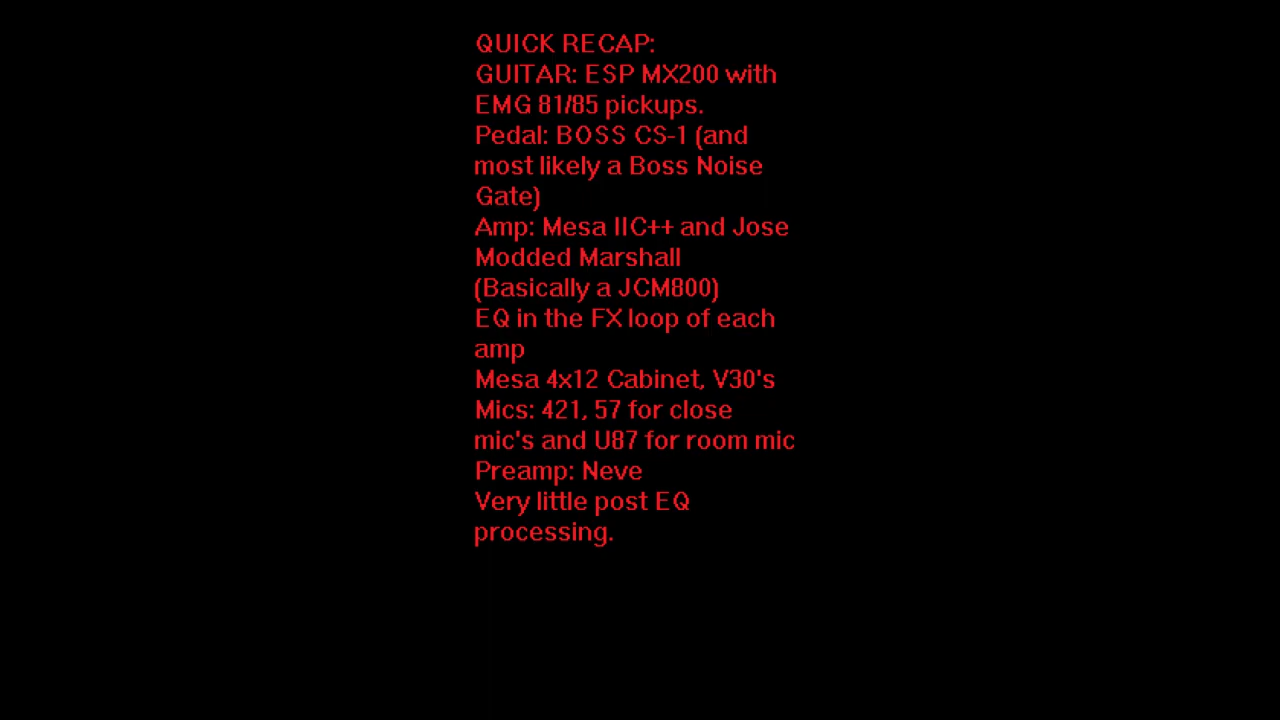 QUICK RECAP:
GUITAR: ESP MX200 with
EMG 81/85 pickups.
Pedal: BOSS CS-1 (and
most likely a Boss Noise
Gate)
Amp: Mesa IIC++ and Jose
Modded Marshall
(Basically a JCM800)
EQ in the FX loop of each
amp
Mesa 4x12 Cabinet, V30's
Mics: 421, 57 for close
mic's and U87 for room mic
Preamp: Neve
Very little post EQ
processing.